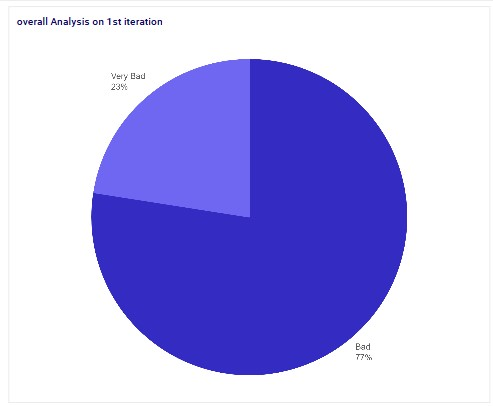 overall Analysis on 1st iteration
Very Bad
23%
Bad
77%